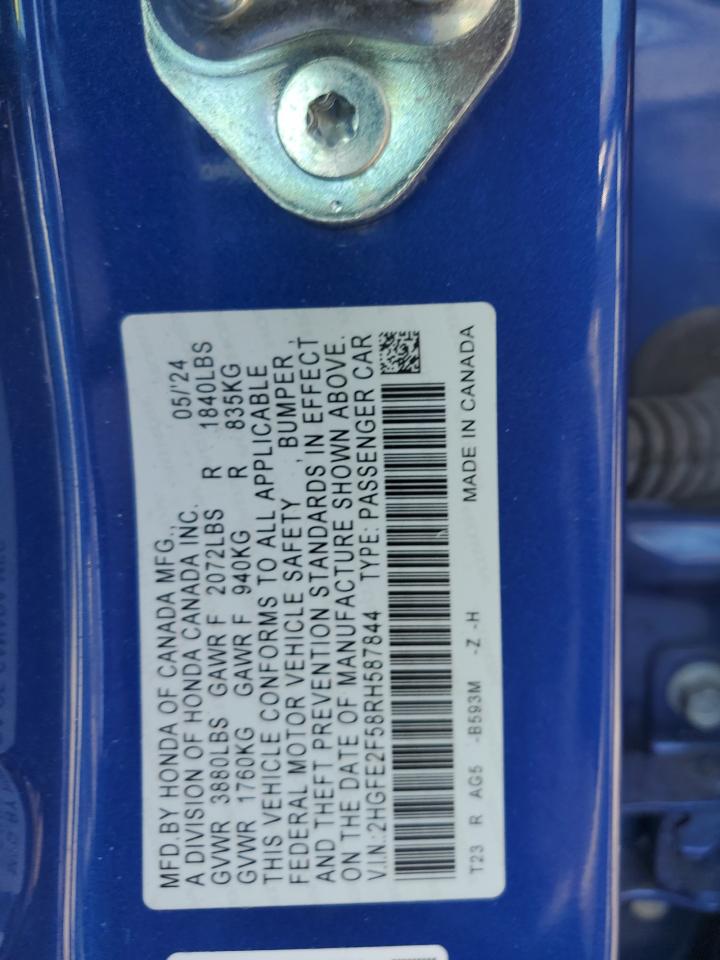 MFD.BY HONDA OF CANADA MFG., 05/'24
A DIVISION OF HONDA CANADA INC.
GVWR 3880LBS GAWR F 2072LBS R 1840LBS
GVWR 1760KG GAWR F 940KG R 835KG
THIS VEHICLE CONFORMS TO ALL APPLICABLE
FEDERAL MOTOR VEHICLE SAFETY, BUMPER,
AND THEFT PREVENTION STANDARDS IN EFFECT
ON THE DATE OF MANUFACTURE SHOWN ABOVE.
V.I.N.:2HGFE2F58RH587844 TYPE: PASSENGER CAR
T23 R AG5 -B593M -Z -H MADE IN CANADA